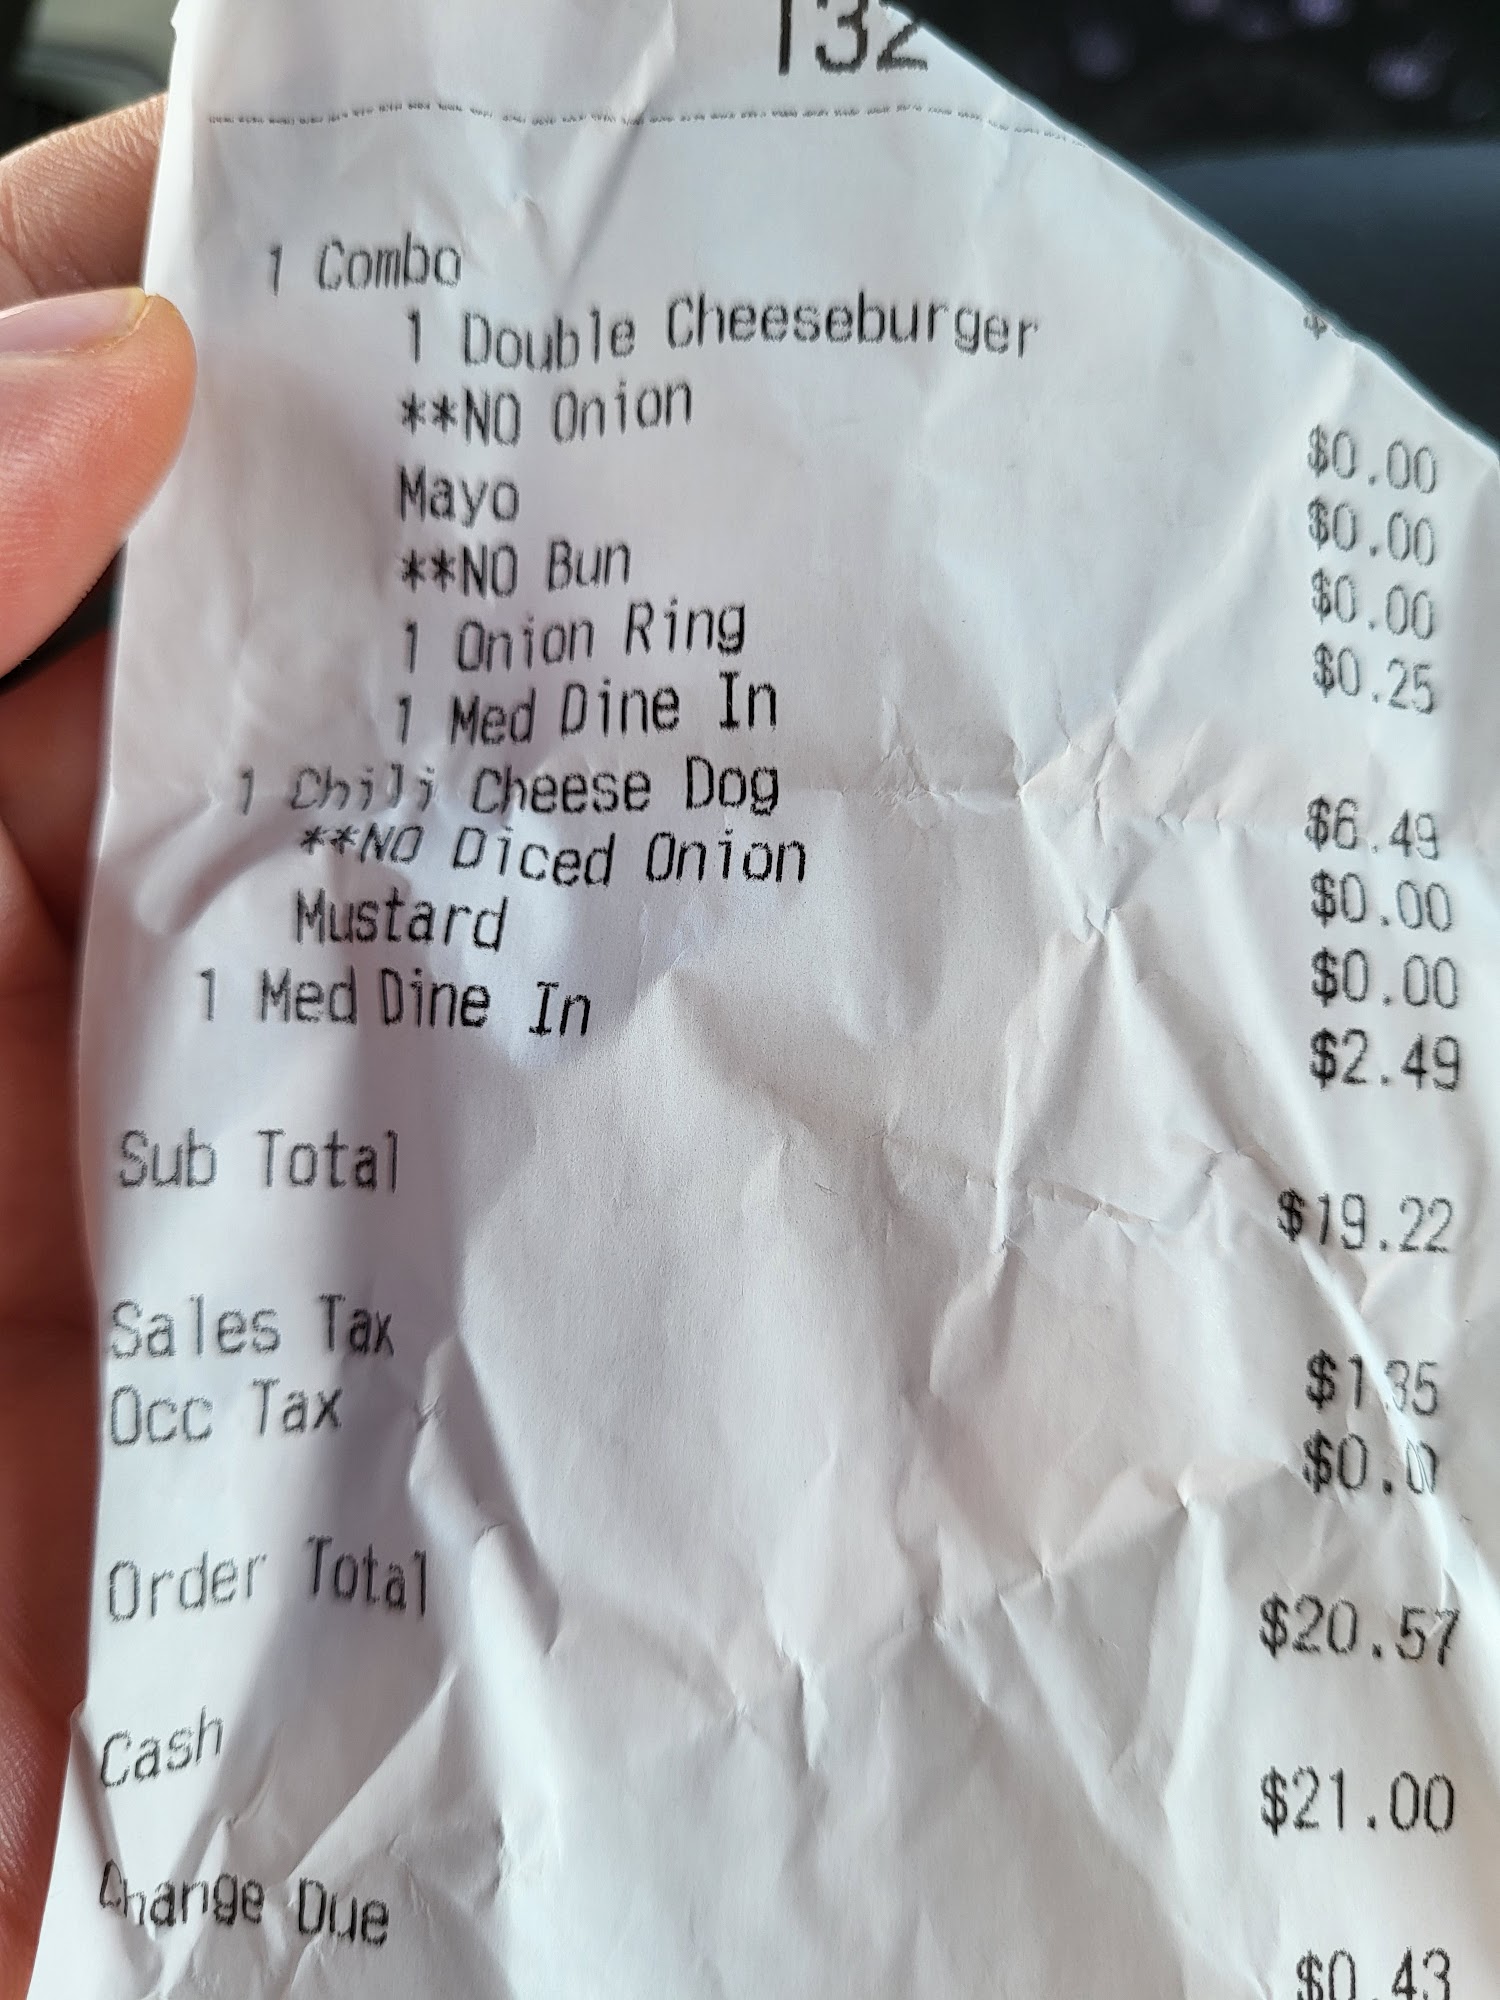 132
1 Combo
1 Double Cheeseburger $
**NO Onion $0.00
Mayo $0.00
**NO Bun $0.00
1 Onion Ring $0.25
1 Med Dine In
1 Chili Cheese Dog $6.49
**NO Diced Onion $0.00
Mustard $0.00
1 Med Dine In $2.49
Sub Total $19.22
Sales Tax $1.35
Occ Tax
Order Total $20.57
Cash $21.00
Change Due $0.43